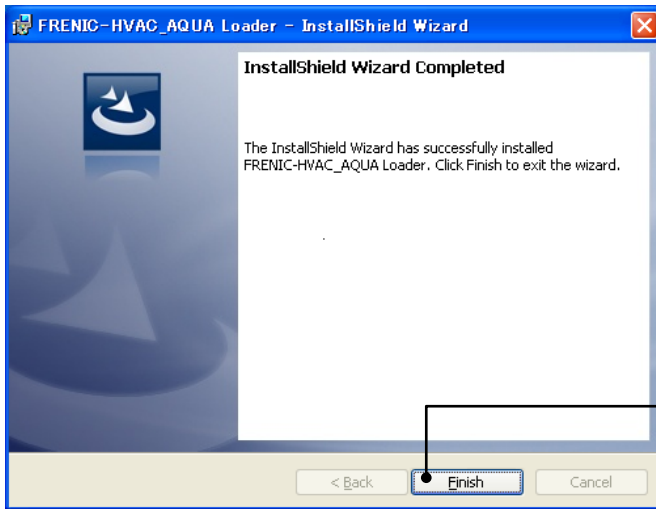 FRENIC-HVAC_AQUA Loader - InstallShield Wizard
InstallShield Wizard Completed
The InstallShield Wizard has successfully installed
FRENIC-HVAC_AQUA Loader. Click Finish to exit the wizard.
< Back
Finish
Cancel